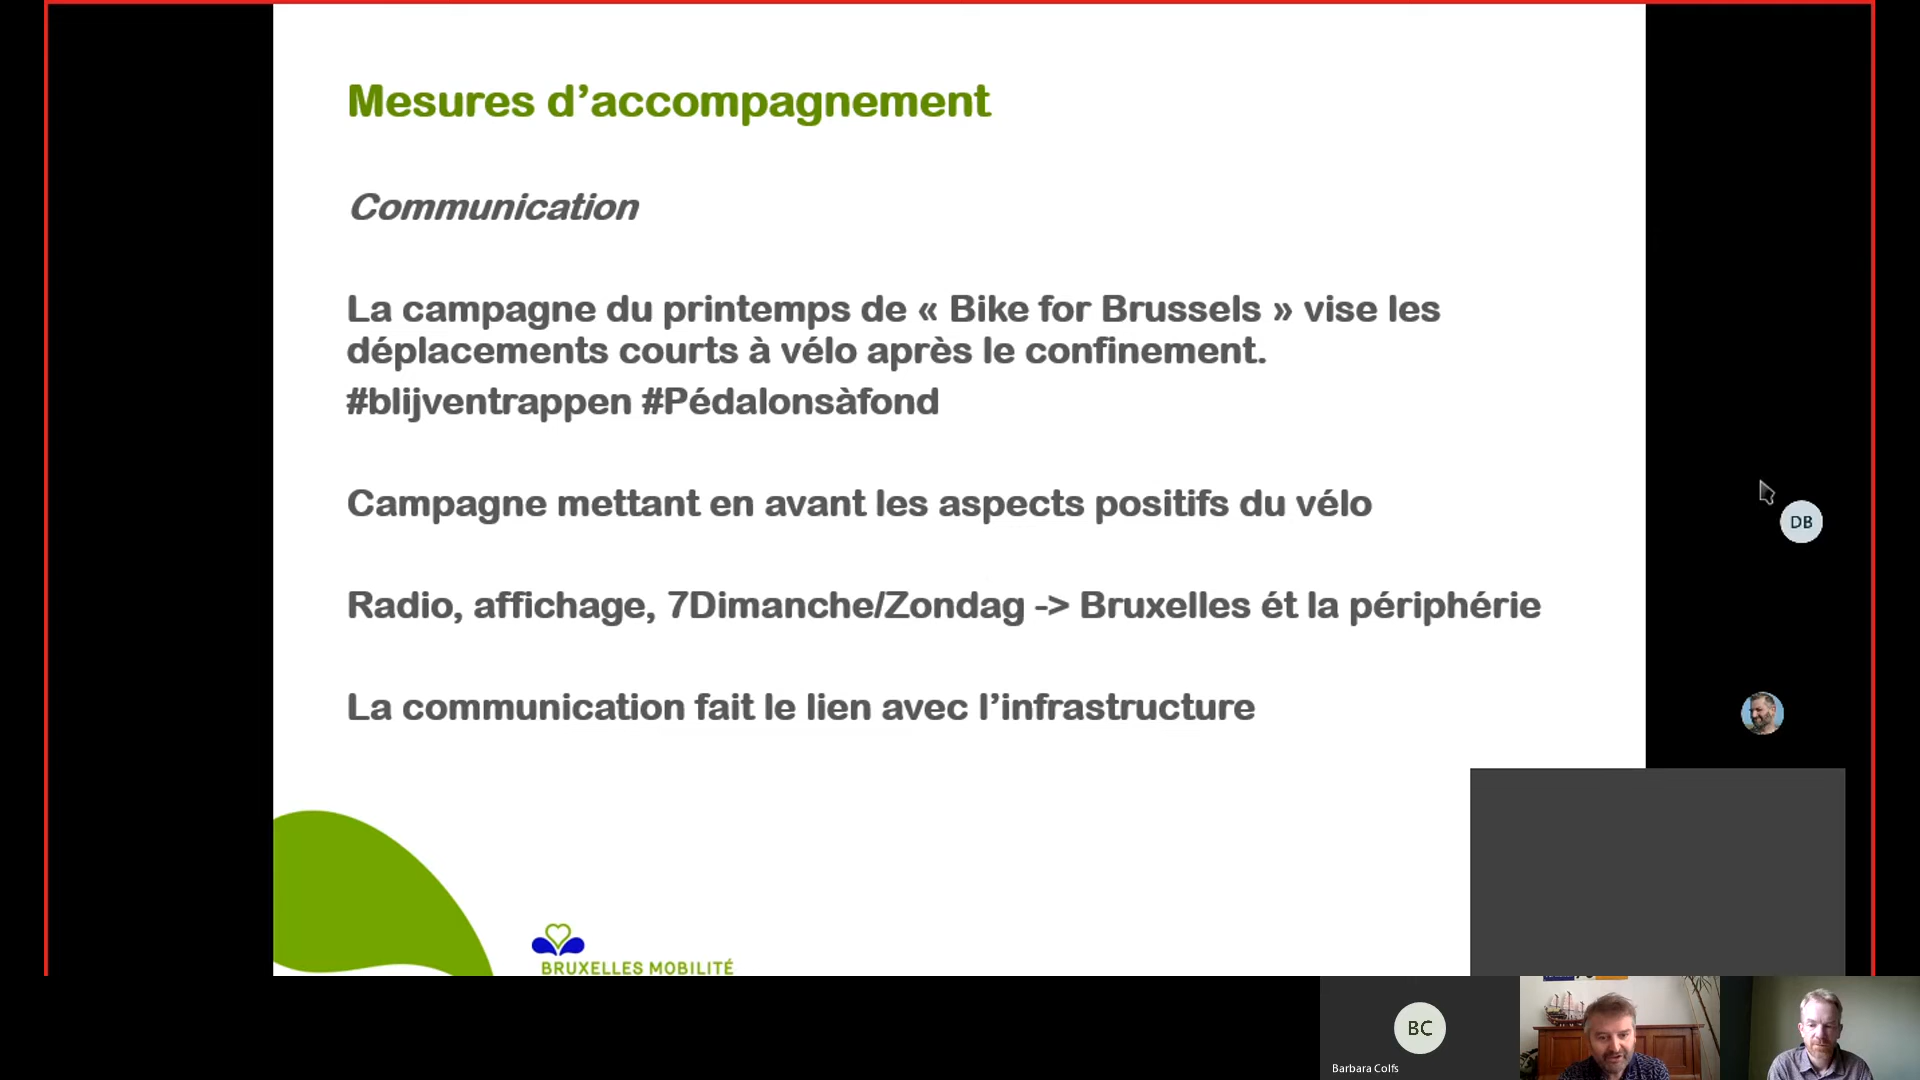 Mesures d’accompagnement
Communication
La campagne du printemps de « Bike for Brussels » vise les
déplacements courts à vélo après le confinement.
#blijventrappen #Pédalonsàfond
Campagne mettant en avant les aspects positifs du vélo
Radio, affichage, 7Dimanche/Zondag -> Bruxelles ét la périphérie
La communication fait le lien avec l’infrastructure
BRUXELLES MOBILITÉ
DB
BC
Barbara Colfs